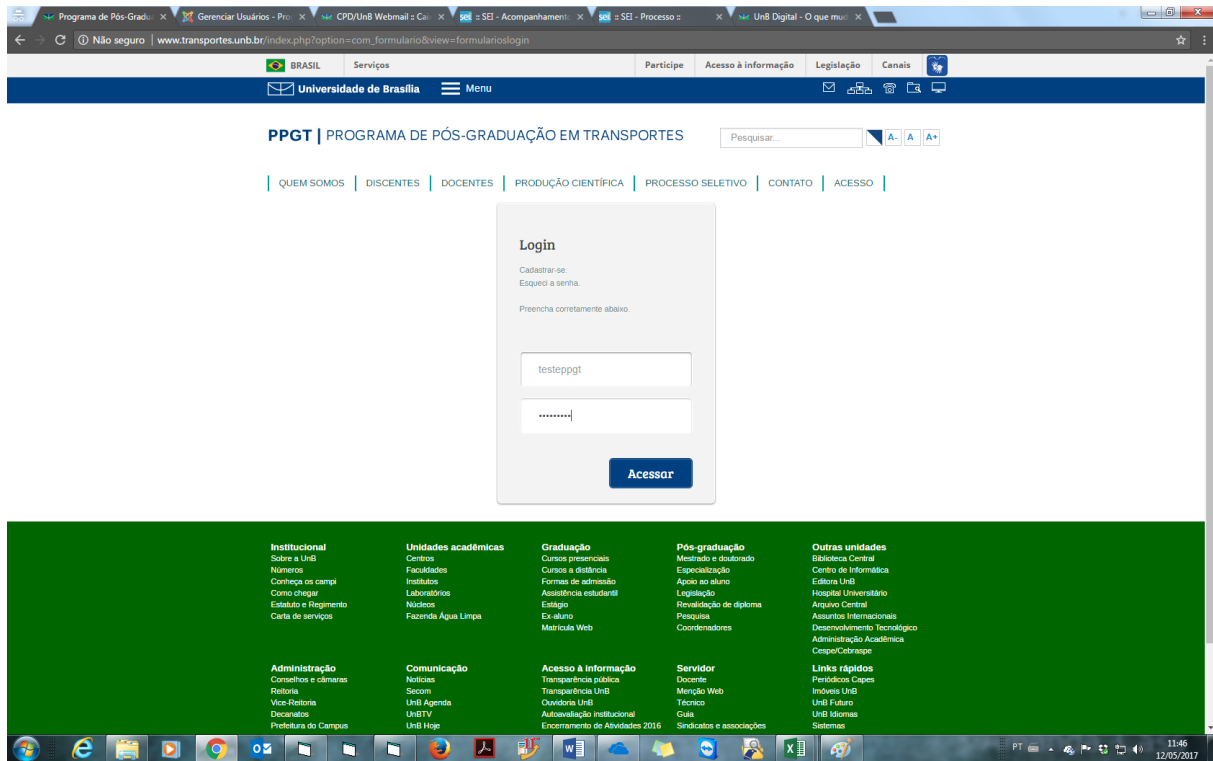 Programa de Pós-Gradua
Gerenciar Usuários - Pro
CPD/UnB Webmail :: Cai
sei :: SEI - Acompanhament
sei :: SEI - Processo ::
UnB Digital - O que mud
Não seguro | www.transportes.unb.br/index.php?option=com_formulario&view=formularioslogin
BRASIL Serviços Participe Acesso à informação Legislação Canais
Universidade de Brasília Menu
PPGT | PROGRAMA DE PÓS-GRADUAÇÃO EM TRANSPORTES Pesquisar... A- A A+
QUEM SOMOS DISCENTES DOCENTES PRODUÇÃO CIENTÍFICA PROCESSO SELETIVO CONTATO ACESSO
Login
Cadastrar-se.
Esqueci a senha.
Preencha corretamente abaixo.
testeppgt
•••••••••
Acessar
Institucional
Sobre a UnB
Números
Conheça os campi
Como chegar
Estatuto e Regimento
Carta de serviços
Unidades acadêmicas
Centros
Faculdades
Institutos
Laboratórios
Núcleos
Fazenda Água Limpa
Graduação
Cursos presenciais
Cursos a distância
Formas de admissão
Assistência estudantil
Estágio
Ex-aluno
Matrícula Web
Pós-graduação
Mestrado e doutorado
Especialização
Apoio ao aluno
Legislação
Revalidação de diploma
Pesquisa
Coordenadores
Outras unidades
Biblioteca Central
Centro de Informática
Editora UnB
Hospital Universitário
Arquivo Central
Assuntos Internacionais
Desenvolvimento Tecnológico
Administração Acadêmica
Cespe/Cebraspe
Administração
Conselhos e câmaras
Reitoria
Vice-Reitoria
Decanatos
Prefeitura do Campus
Comunicação
Notícias
Secom
UnB Agenda
UnBTV
UnB Hoje
Acesso à informação
Transparência pública
Transparência UnB
Ouvidoria UnB
Autoavaliação institucional
Encerramento de Atividades 2016
Servidor
Docente
Menção Web
Técnico
Guia
Sindicatos e associações
Links rápidos
Periódicos Capes
Imóveis UnB
UnB Futuro
UnB Idiomas
Sistemas
PT
11:46
12/05/2017